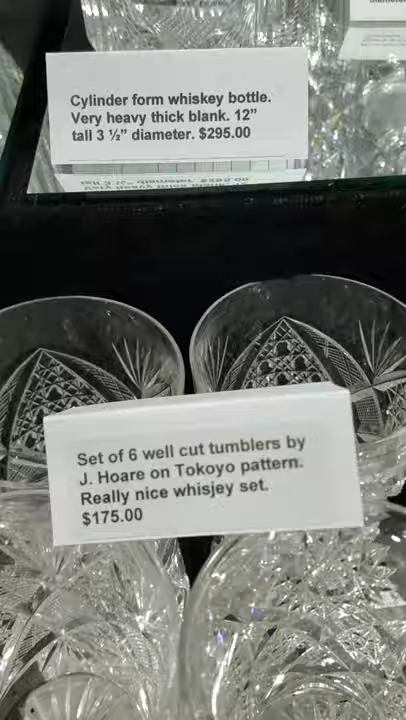 Cylinder form whiskey bottle.
Very heavy thick blank. 12”
tall 3 ½” diameter. $295.00
Set of 6 well cut tumblers by
J. Hoare on Tokoyo pattern.
Really nice whisjey set.
$175.00